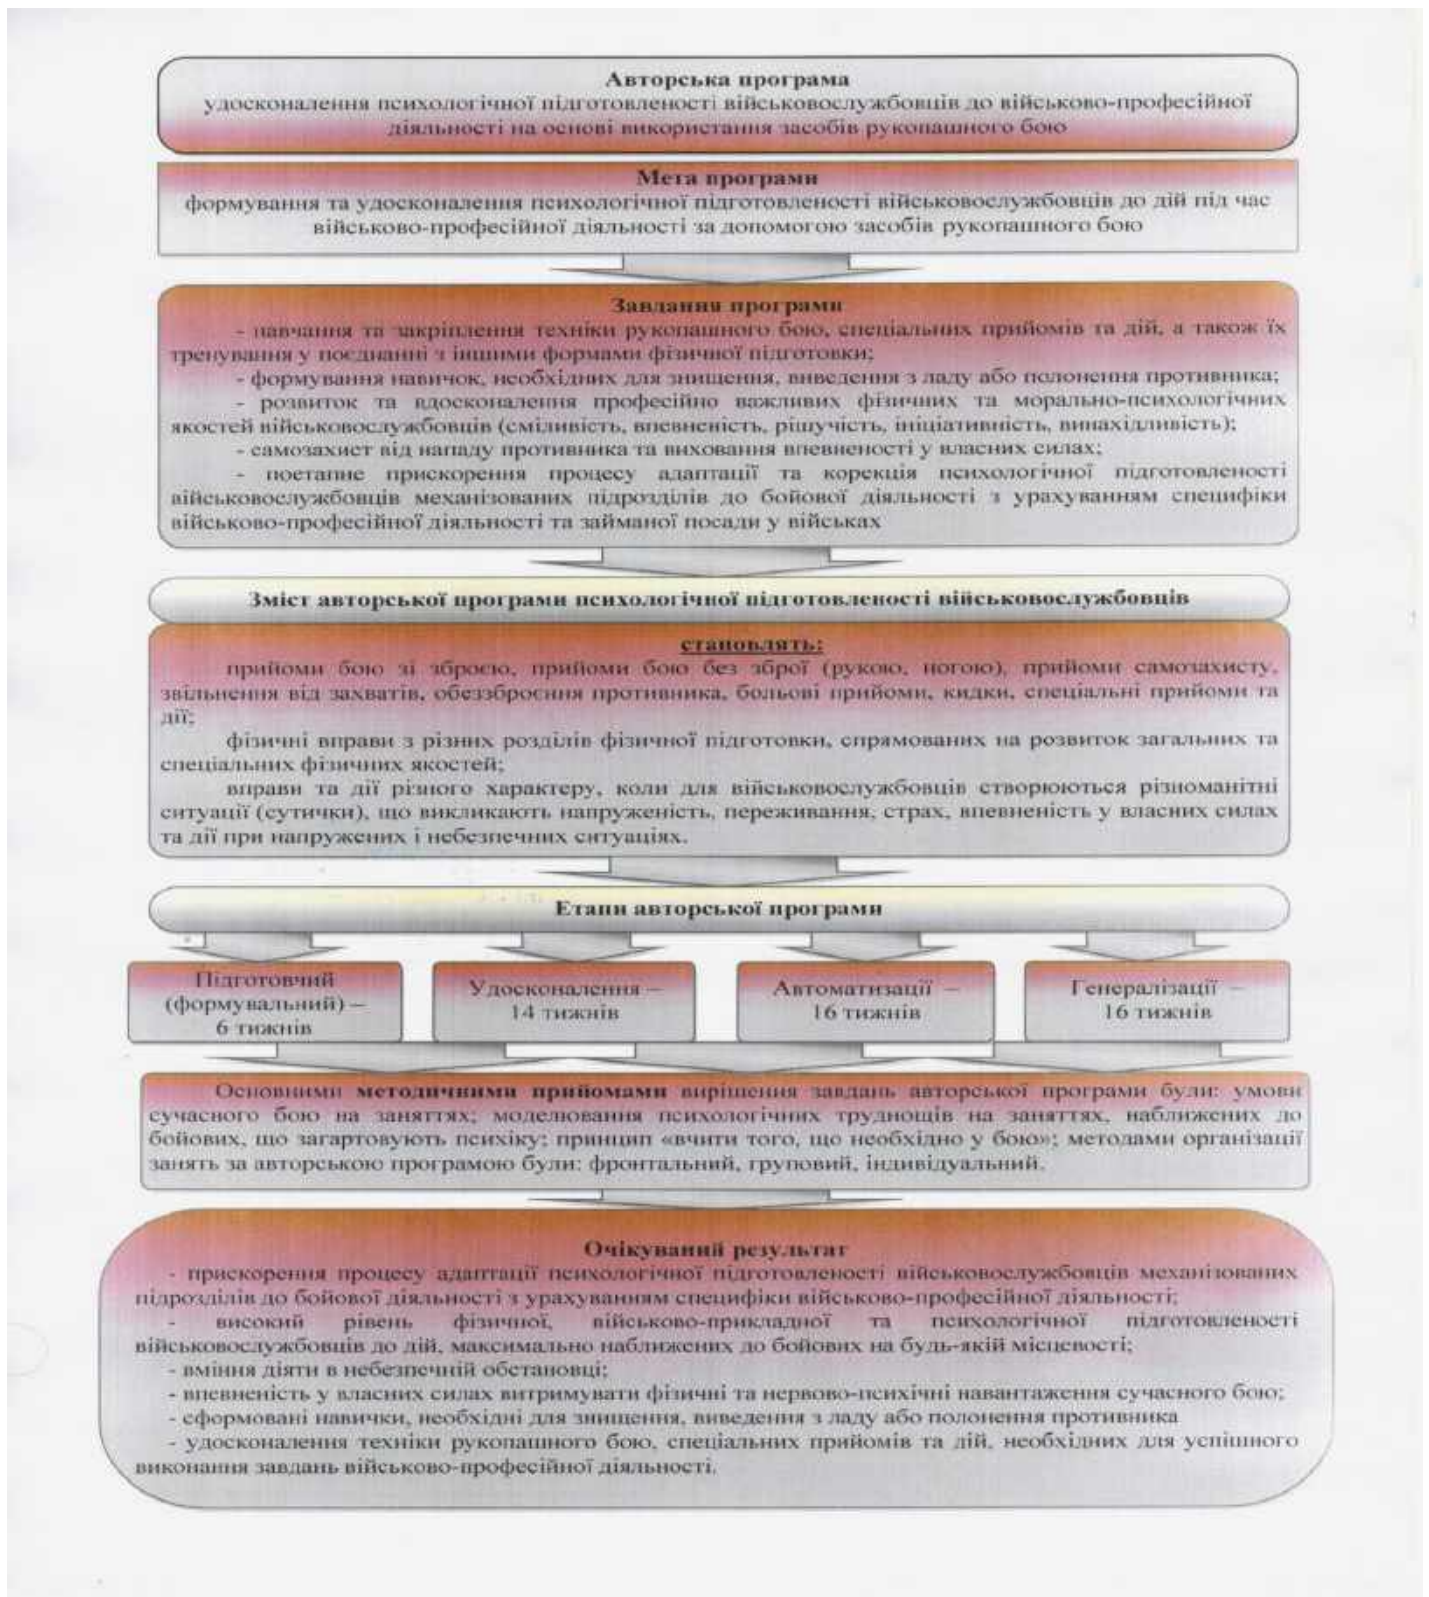 Авторська програма
удосконалення психологічної підготовленості військовослужбовців до військово-професійної
діяльності на основі використання засобів рукопашного бою
Мета програми
формування та удосконалення психологічної підготовленості військовослужбовців до дій під час
військово-професійної діяльності за допомогою засобів рукопашного бою
Завдання програми
- навчання та закріплення техніки рукопашного бою, спеціальних прийомів та дій, а також їх
тренування у поєднанні з іншими формами фізичної підготовки;
- формування навичок, необхідних для знищення, виведення з ладу або полонення противника;
- розвиток та вдосконалення професійно важливих фізичних та морально-психологічних
якостей військовослужбовців (сміливість, впевненість, рішучість, ініціативність, винахідливість);
- самозахист від нападу противника та виховання впевненості у власних силах;
- поетапне прискорення процесу адаптації та корекція психологічної підготовленості
військовослужбовців механізованих підрозділів до бойової діяльності з урахуванням специфіки
військово-професійної діяльності та займаної посади у військах
Зміст авторської програми психологічної підготовленості військовослужбовців
становлять:
прийоми бою зі зброєю, прийоми бою без зброї (рукою, ногою), прийоми самозахисту,
звільнення від захватів, обеззброєння противника, больові прийоми, кидки, спеціальні прийоми та
дії;
фізичні вправи з різних розділів фізичної підготовки, спрямованих на розвиток загальних та
спеціальних фізичних якостей;
вправи та дії різного характеру, коли для військовослужбовців створюються різноманітні
ситуації (сутички), що викликають напруженість, переживання, страх, впевненість у власних силах
та дії при напружених і небезпечних ситуаціях.
Етапи авторської програми
Підготовчий
(формувальний) –
6 тижнів
Удосконалення –
14 тижнів
Автоматизації –
16 тижнів
Генералізації –
16 тижнів
Основними методичними прийомами вирішення завдань авторської програми були: умови
сучасного бою на заняттях; моделювання психологічних труднощів на заняттях, наближених до
бойових, що загартовують психіку; принцип «вчити того, що необхідно у бою»; методами організації
занять за авторською програмою були: фронтальний, груповий, індивідуальний.
Очікуваний результат
- прискорення процесу адаптації психологічної підготовленості військовослужбовців механізованих
підрозділів до бойової діяльності з урахуванням специфіки військово-професійної діяльності;
- високий рівень фізичної, військово-прикладної та психологічної підготовленості
військовослужбовців до дій, максимально наближених до бойових на будь-якій місцевості;
- вміння діяти в небезпечній обстановці;
- впевненість у власних силах витримувати фізичні та нервово-психічні навантаження сучасного бою;
- сформовані навички, необхідні для знищення, виведення з ладу або полонення противника
- удосконалення техніки рукопашного бою, спеціальних прийомів та дій, необхідних для успішного
виконання завдань військово-професійної діяльності.